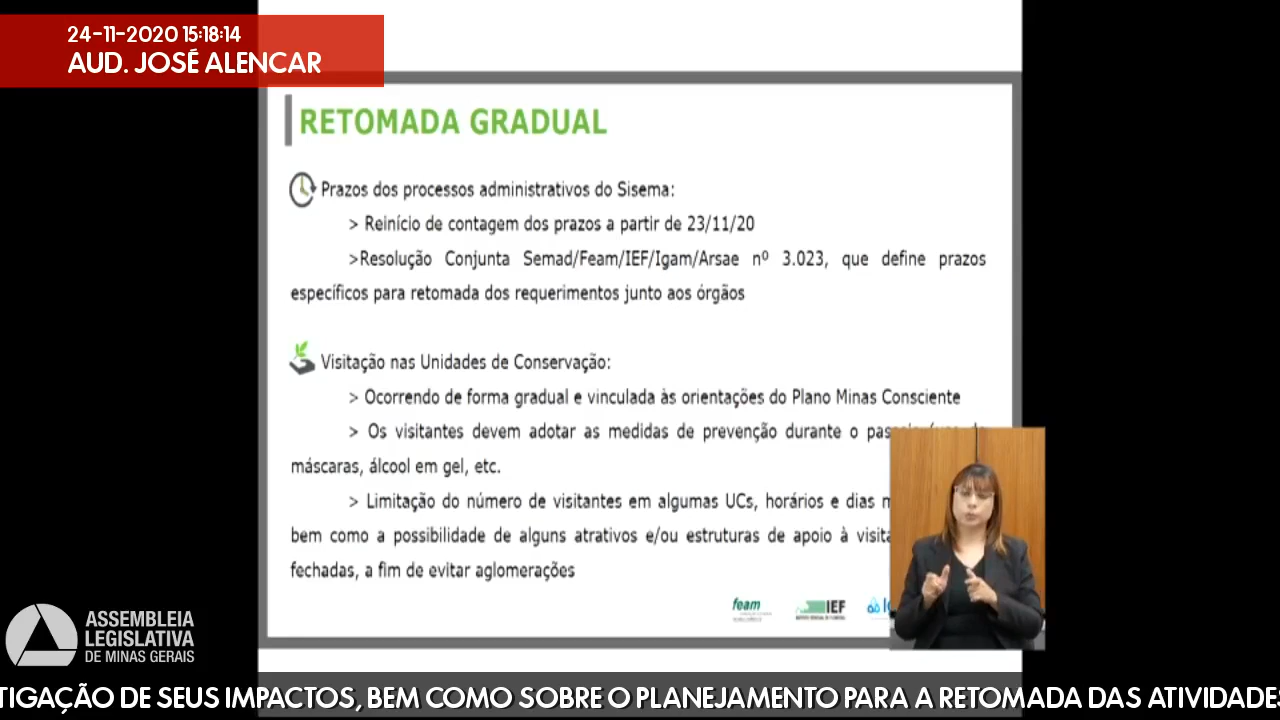 24-11-2020 15:18:14
AUD. JOSÉ ALENCAR
RETOMADA GRADUAL
Prazos dos processos administrativos do Sisema:
> Reinício de contagem dos prazos a partir de 23/11/20
>Resolução Conjunta Semad/Feam/IEF/Igam/Arsae nº 3.023, que define prazos
específicos para retomada dos requerimentos junto aos órgãos
Visitação nas Unidades de Conservação:
> Ocorrendo de forma gradual e vinculada às orientações do Plano Minas Consciente
> Os visitantes devem adotar as medidas de prevenção durante o
máscaras, álcool em gel, etc.
> Limitação do número de visitantes em algumas UCs, horários e dias
bem como a possibilidade de alguns atrativos e/ou estruturas de apoio à
fechadas, a fim de evitar aglomerações
feam
IEF
ASSEMBLEIA
LEGISLATIVA
DE MINAS GERAIS
TIGAÇÃO DE SEUS IMPACTOS, BEM COMO SOBRE O PLANEJAMENTO PARA A RETOMADA DAS ATIVIDADES